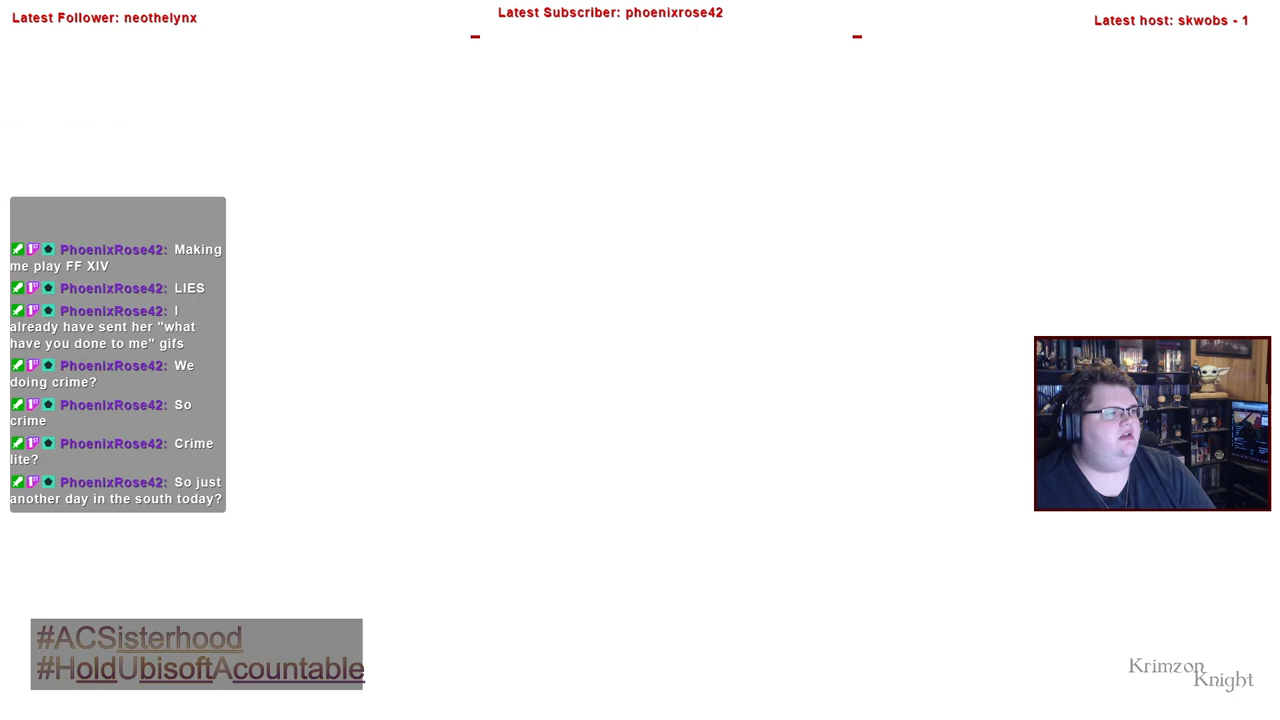 Latest Follower: neothelynx
Latest Subscriber: phoenixrose42
Latest host: skwobs - 1
PhoenixRose42: Making
me play FF XIV
PhoenixRose42: LIES
PhoenixRose42: I
already have sent her "what
have you done to me" gifs
PhoenixRose42: We
doing crime?
PhoenixRose42: So
crime
PhoenixRose42: Crime
lite?
PhoenixRose42: So just
another day in the south today?
#ACSisterhood
#HoldUbisoftAcountable
Krimzon
Knight